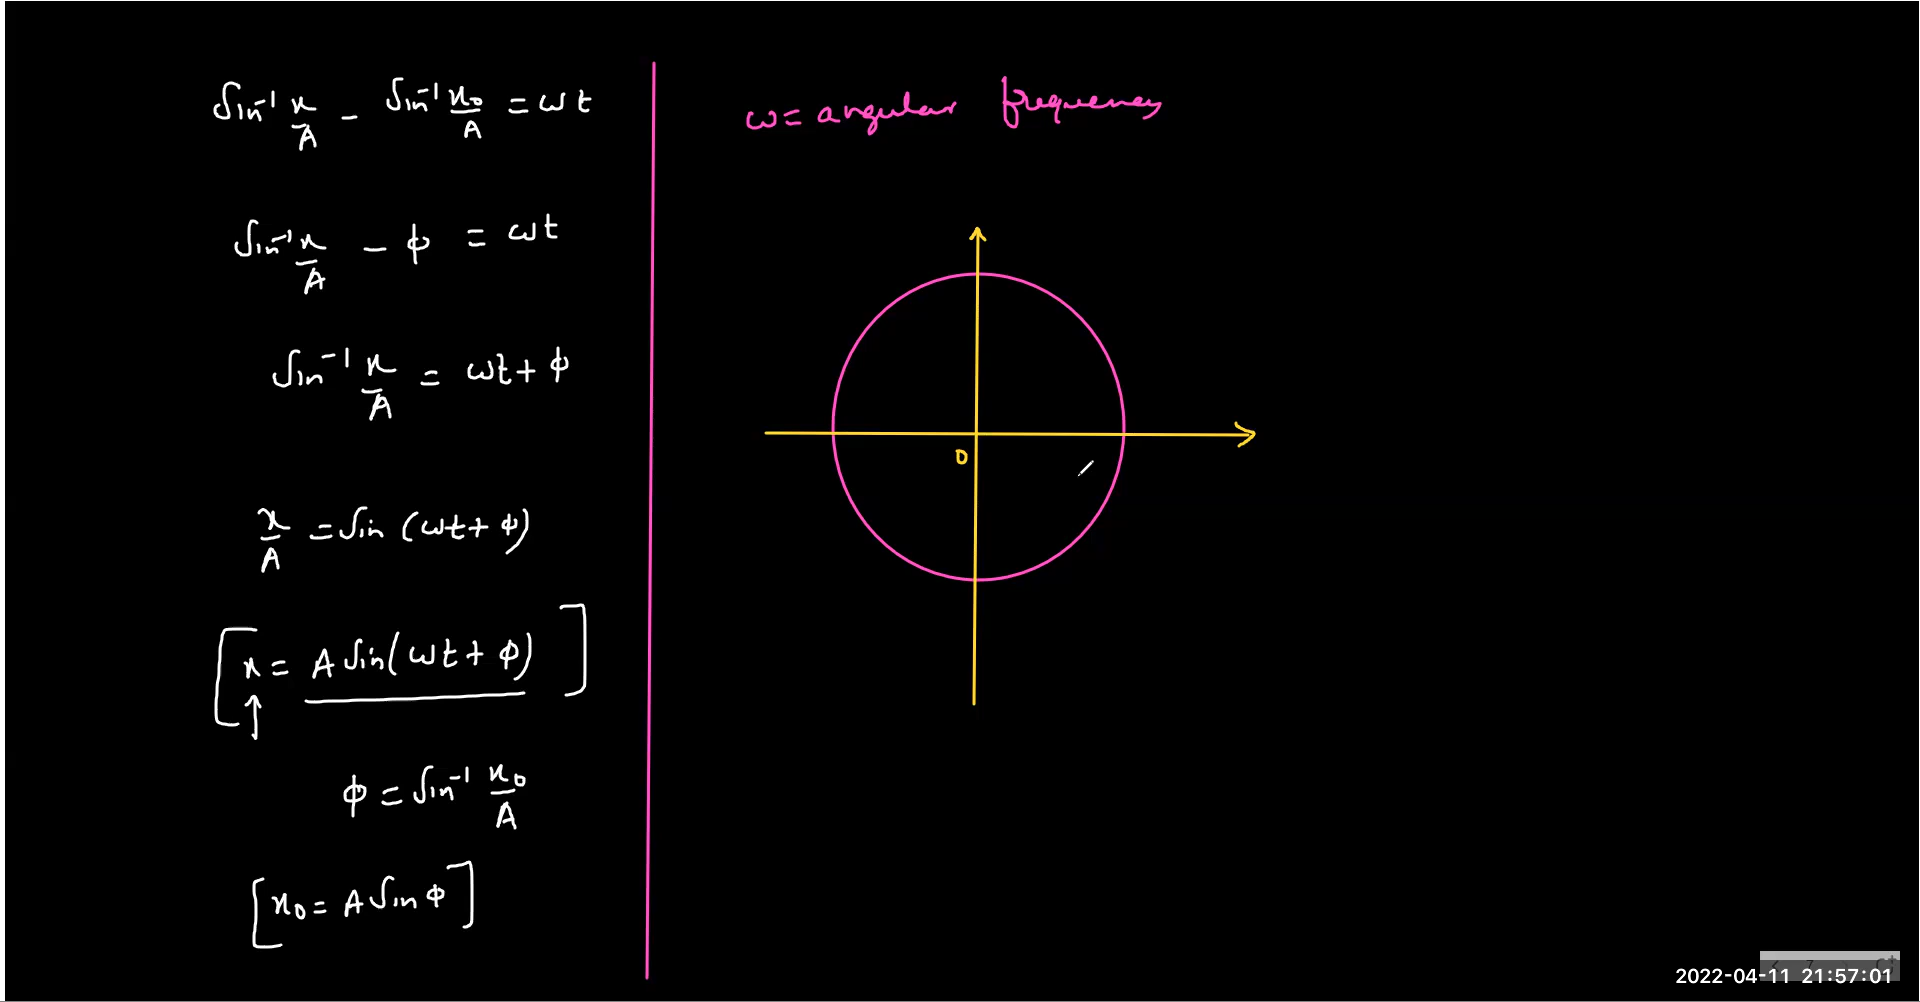 sin⁻¹ x/A - sin⁻¹ x₀/A = ωt
sin⁻¹ x/A - φ = ωt
sin⁻¹ x/A = ωt + φ
x/A = sin (ωt + φ)
[x = A sin(ωt + φ)]
↑
φ = sin⁻¹ x₀/A
[x₀ = A sin φ]
ω = angular frequency
0
2022-04-11 21:57:01